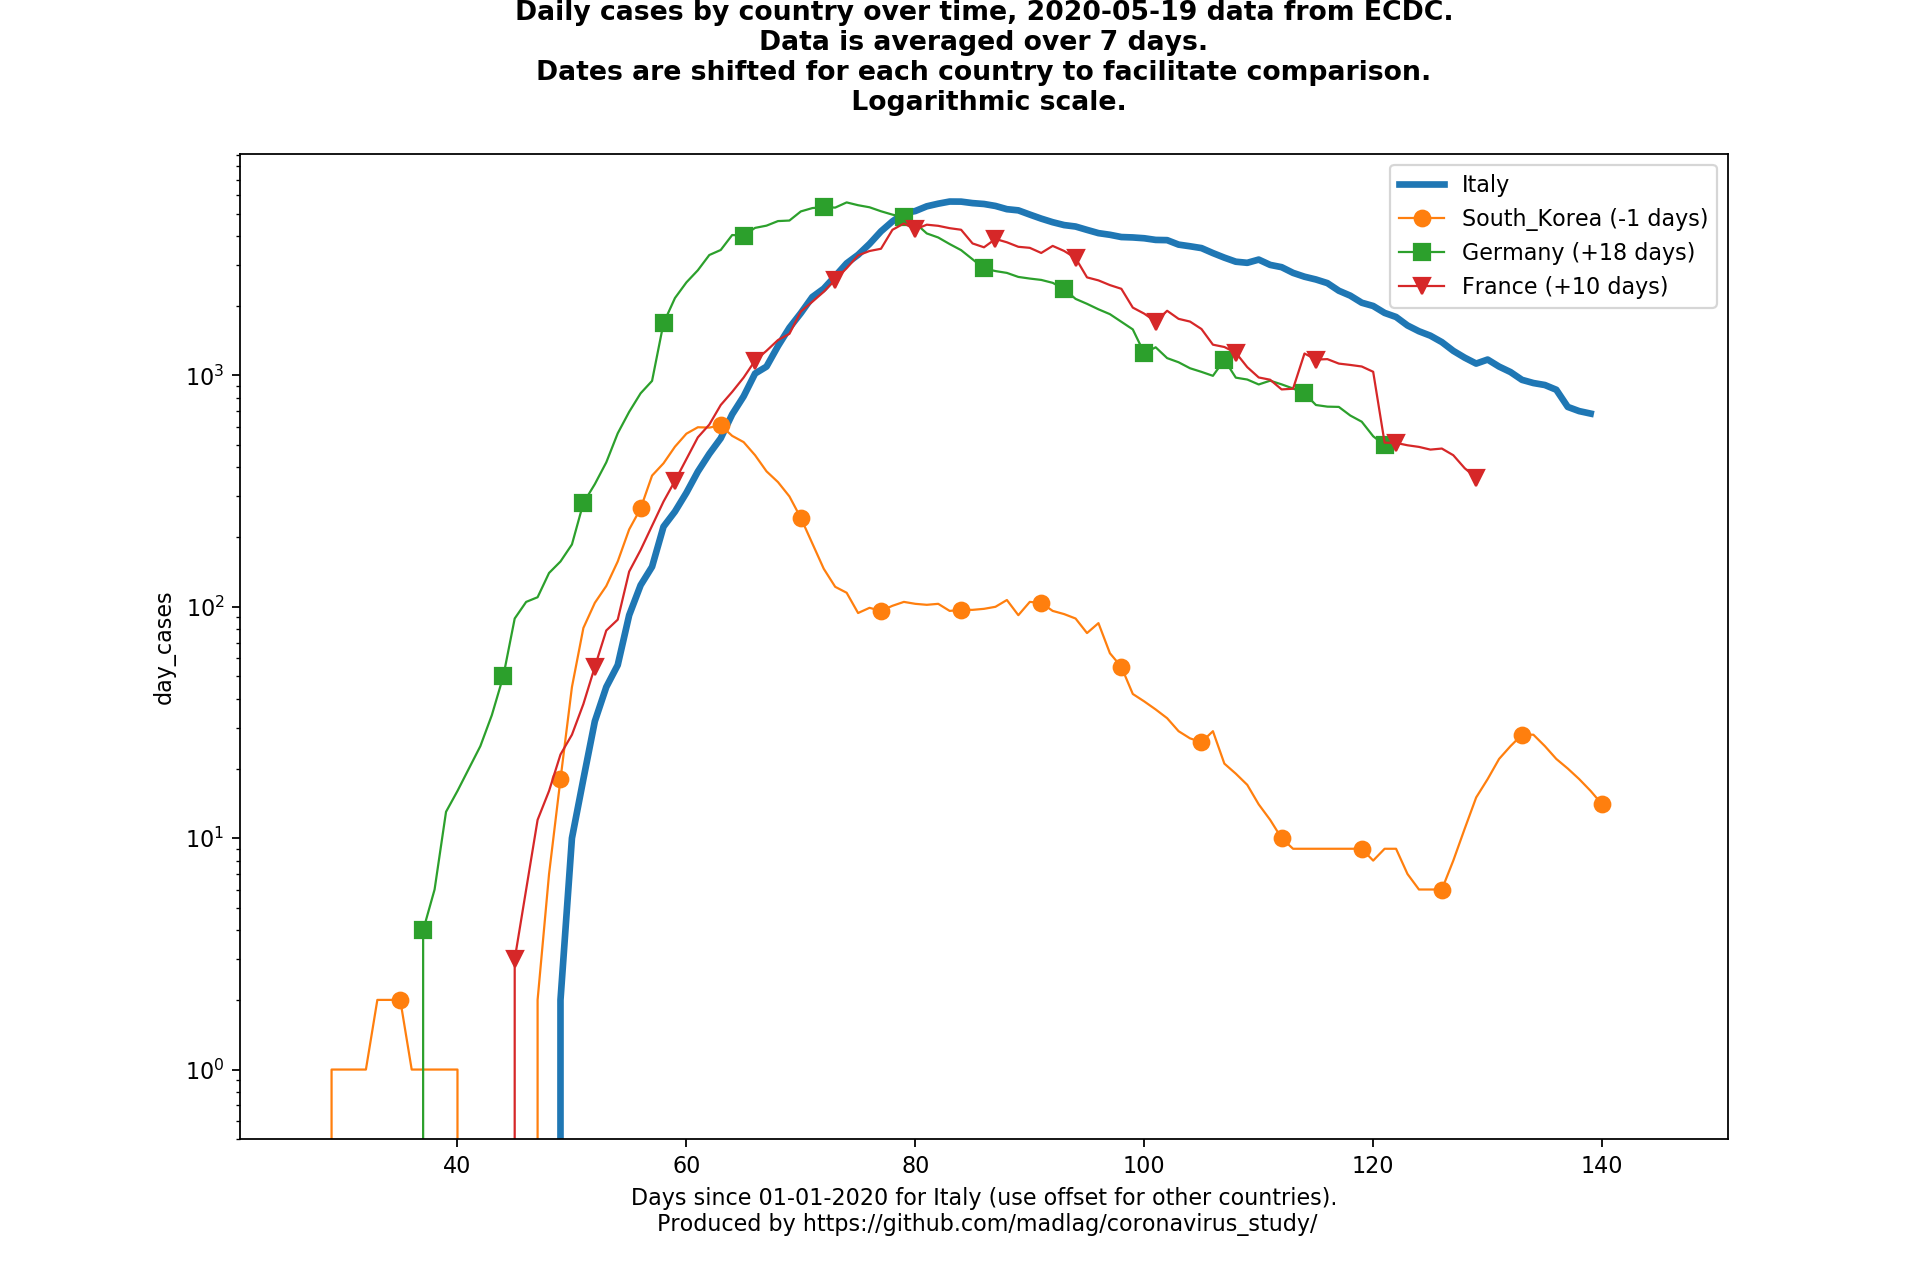 Daily cases by country over time, 2020-05-19 data from ECDC.
Data is averaged over 7 days.
Dates are shifted for each country to facilitate comparison.
Logarithmic scale.
Italy
South_Korea (-1 days)
Germany (+18 days)
France (+10 days)
day_cases
10³
10²
10¹
10⁰
40 60 80 100 120 140
Days since 01-01-2020 for Italy (use offset for other countries).
Produced by https://github.com/madlag/coronavirus_study/